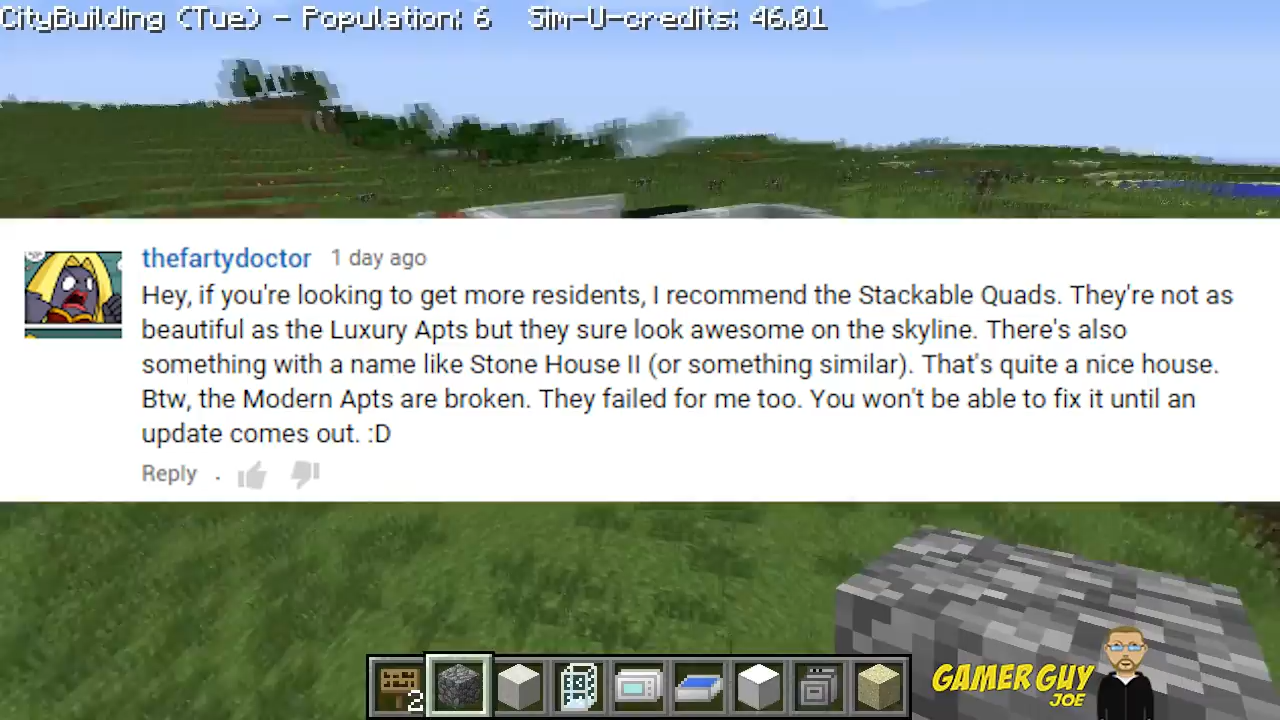 CityBuilding (Tue) - Population: 6 Sim-U-credits: 46.01
thefartydoctor 1 day ago
Hey, if you're looking to get more residents, I recommend the Stackable Quads. They're not as
beautiful as the Luxury Apts but they sure look awesome on the skyline. There's also
something with a name like Stone House II (or something similar). That's quite a nice house.
Btw, the Modern Apts are broken. They failed for me too. You won't be able to fix it until an
update comes out. :D
Reply .
2
GAMER GUY
JOE